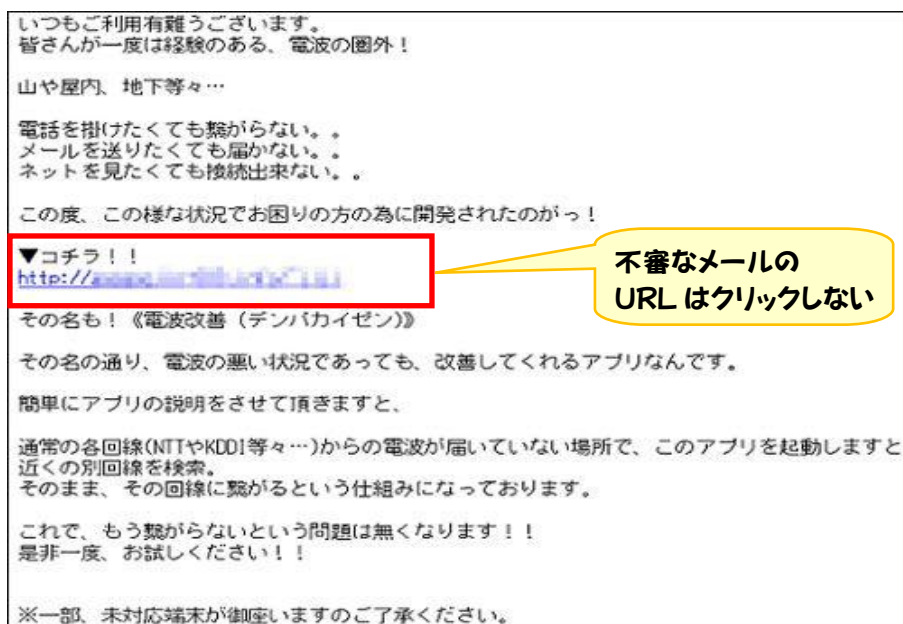 いつもご利用有難うございます。
皆さんが一度は経験のある、電波の圏外！
山や屋内、地下等々…
電話を掛けたくても繋がらない。。
メールを送りたくても届かない。。
ネットを見たくても接続出来ない。。
この度、この様な状況でお困りの方の為に開発されたのがっ！
▼コチラ！！
http://
不審なメールの
URLはクリックしない
その名も！《電波改善（デンパカイゼン）》
その名の通り、電波の悪い状況であっても、改善してくれるアプリなんです。
簡単にアプリの説明をさせて頂きますと、
通常の各回線(NTTやKDDI等々…)からの電波が届いていない場所で、このアプリを起動しますと
近くの別回線を検索。
そのまま、その回線に繋がるという仕組みになっております。
これで、もう繋がらないという問題は無くなります！！
是非一度、お試しください！！
※一部、未対応端末が御座いますのご了承ください。